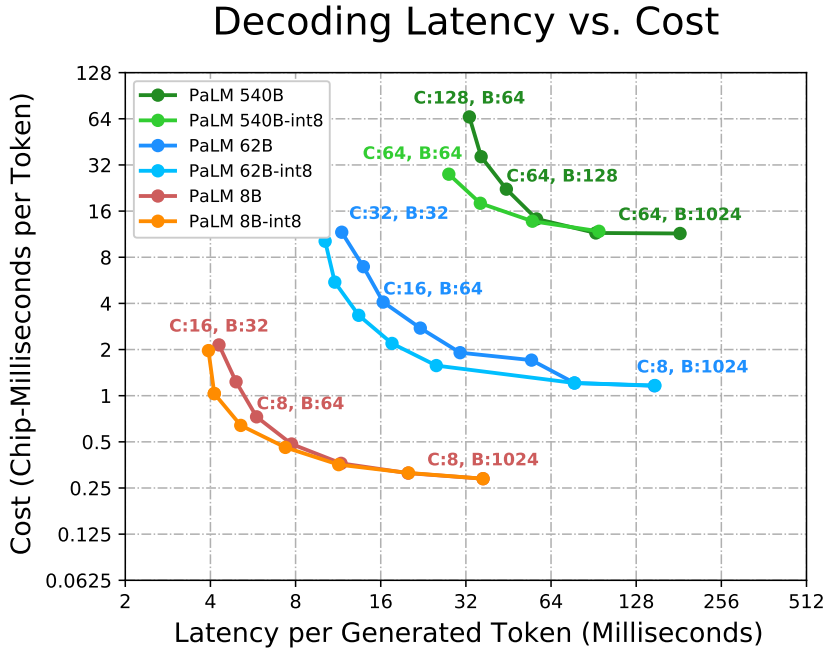 Decoding Latency vs. Cost
Cost (Chip-Milliseconds per Token)
128
64
32
16
8
4
2
1
0.5
0.25
0.125
0.0625
PaLM 540B
PaLM 540B-int8
PaLM 62B
PaLM 62B-int8
PaLM 8B
PaLM 8B-int8
C:128, B:64
C:64, B:64
C:64, B:128
C:64, B:1024
C:32, B:32
C:16, B:64
C:8, B:1024
C:16, B:32
C:8, B:64
C:8, B:1024
2 4 8 16 32 64 128 256 512
Latency per Generated Token (Milliseconds)